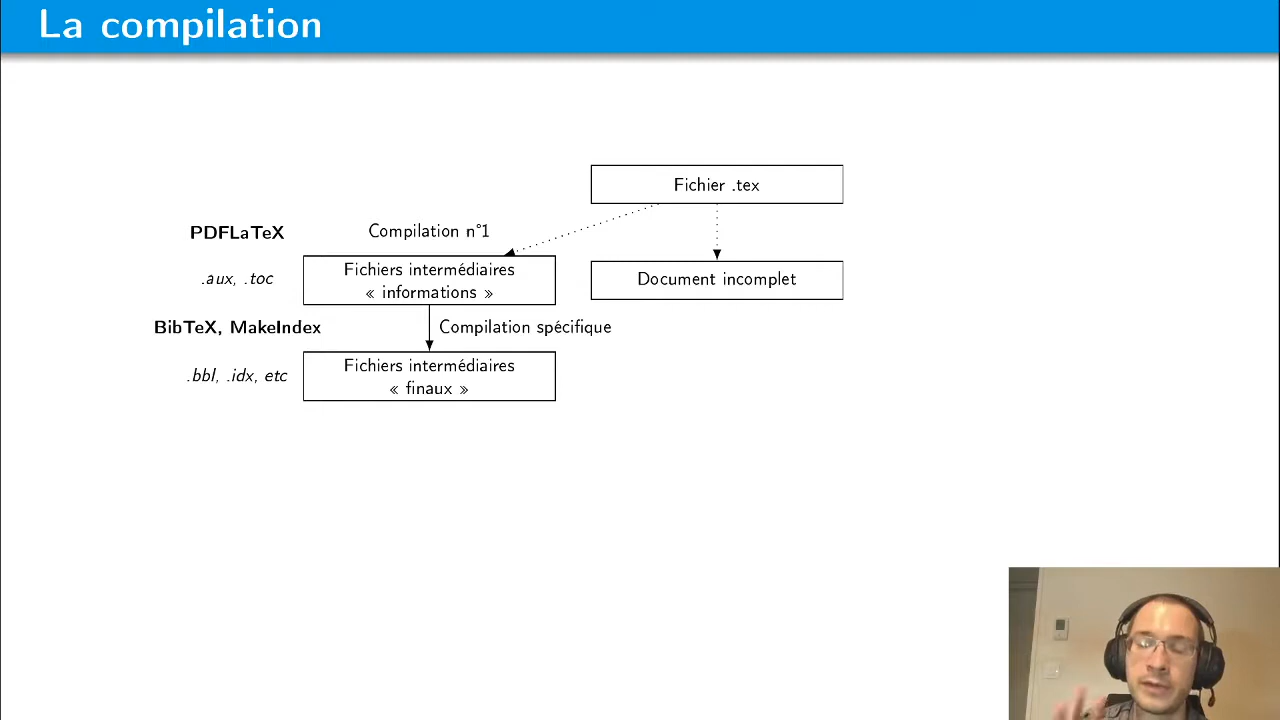 La compilation
Fichier .tex
PDFLaTeX
Compilation n°1
.aux, .toc
Fichiers intermédiaires
« informations »
Document incomplet
BibTeX, MakeIndex
Compilation spécifique
.bbl, .idx, etc
Fichiers intermédiaires
« finaux »